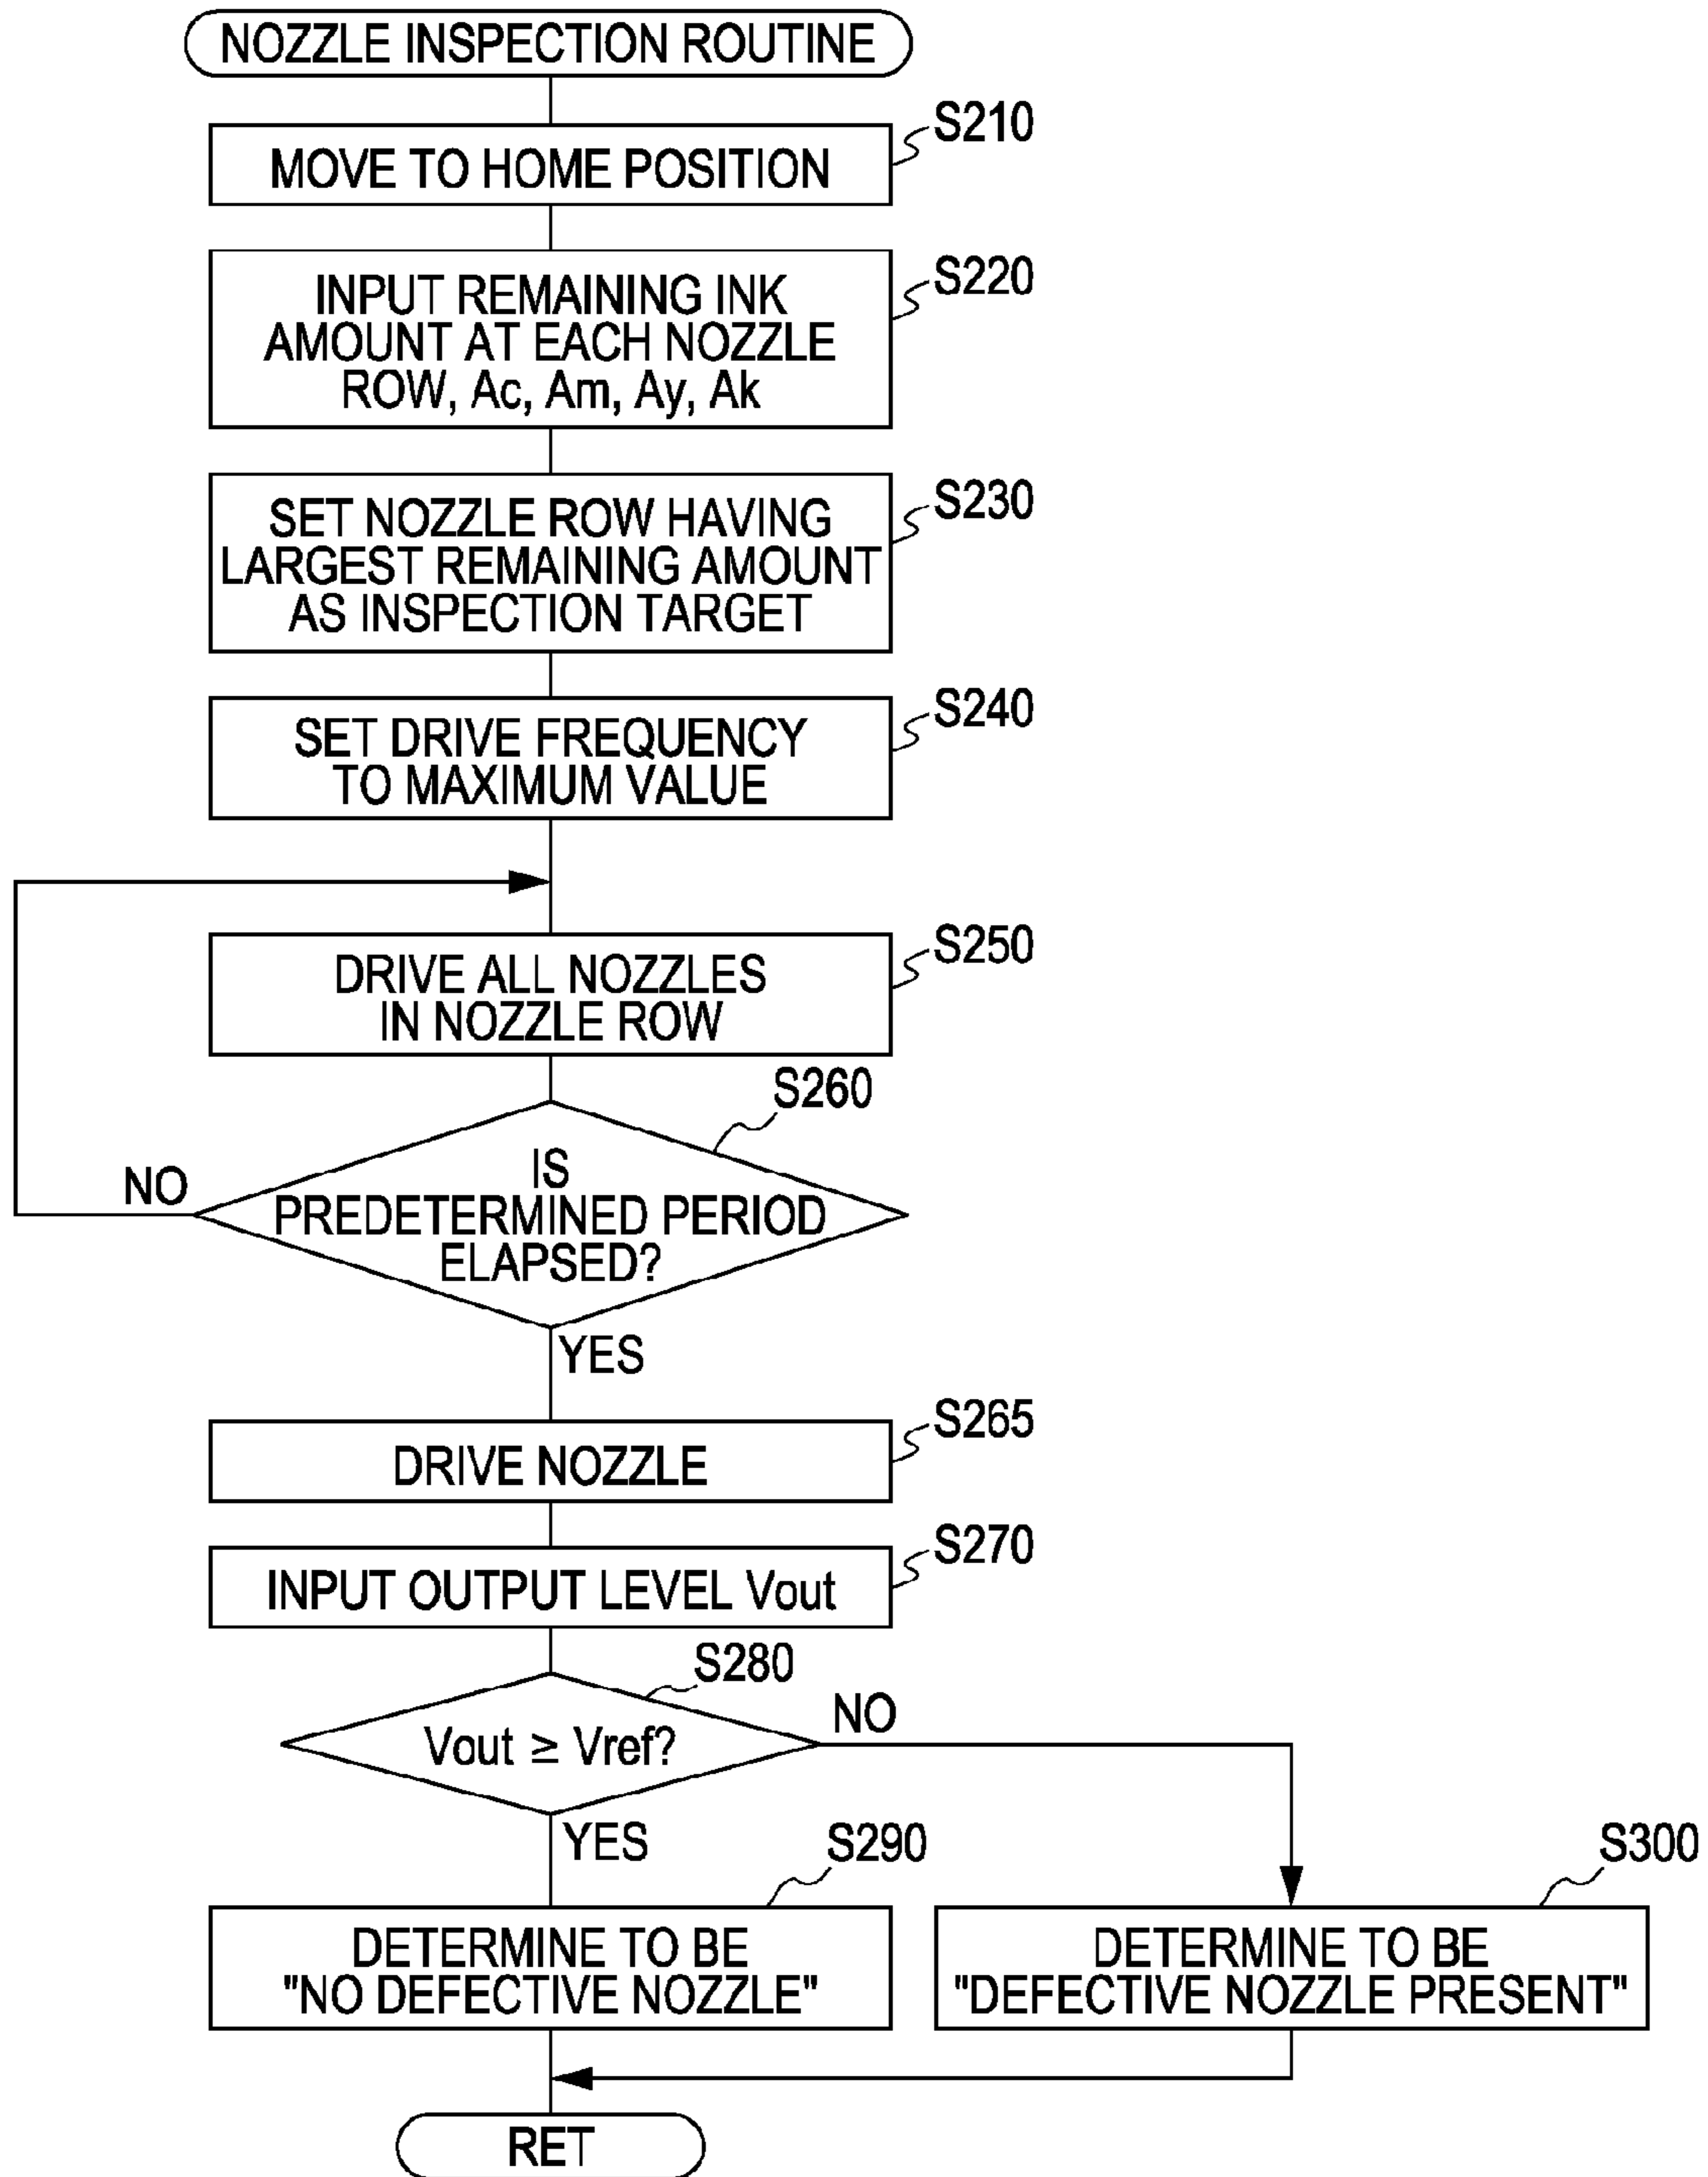 NOZZLE INSPECTION ROUTINE
S210
MOVE TO HOME POSITION
S220
INPUT REMAINING INK
AMOUNT AT EACH NOZZLE
ROW, Ac, Am, Ay, Ak
S230
SET NOZZLE ROW HAVING
LARGEST REMAINING AMOUNT
AS INSPECTION TARGET
S240
SET DRIVE FREQUENCY
TO MAXIMUM VALUE
S250
DRIVE ALL NOZZLES
IN NOZZLE ROW
S260
IS
PREDETERMINED PERIOD
ELAPSED?
NO
YES
S265
DRIVE NOZZLE
S270
INPUT OUTPUT LEVEL Vout
S280
Vout ≥ Vref?
NO
YES
S290
DETERMINE TO BE
"NO DEFECTIVE NOZZLE"
S300
DETERMINE TO BE
"DEFECTIVE NOZZLE PRESENT"
RET